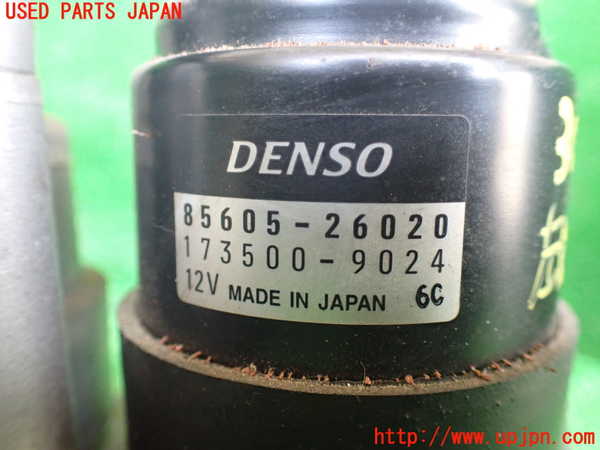 USED PARTS JAPAN
DENSO
85605-26020
173500-9024
12V MADE IN JAPAN 6C
http://www.upjpn.com/